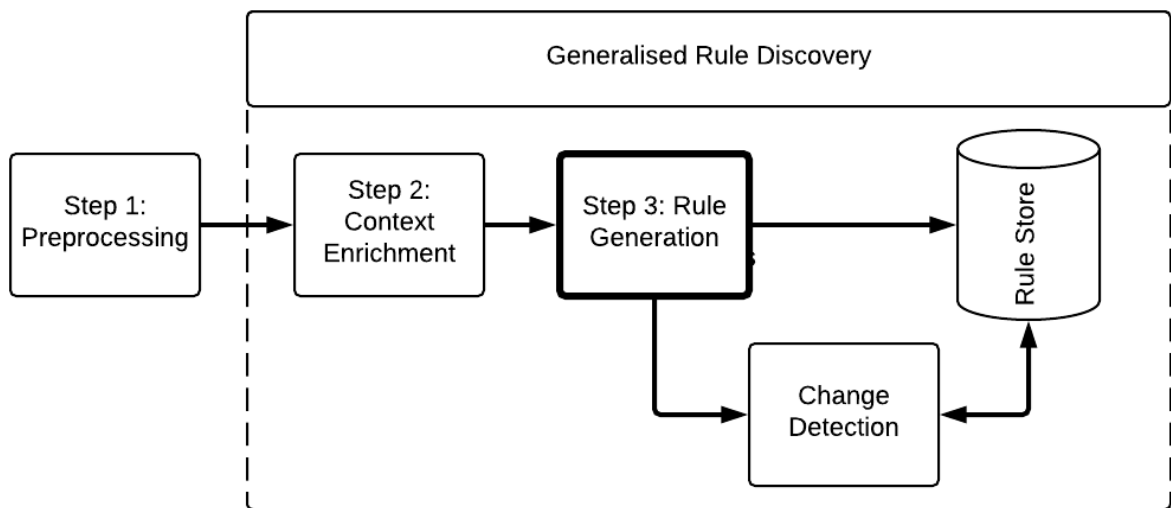 Generalised Rule Discovery
Step 1:
Preprocessing
Step 2:
Context
Enrichment
Step 3: Rule
Generation
Rule Store
Change
Detection